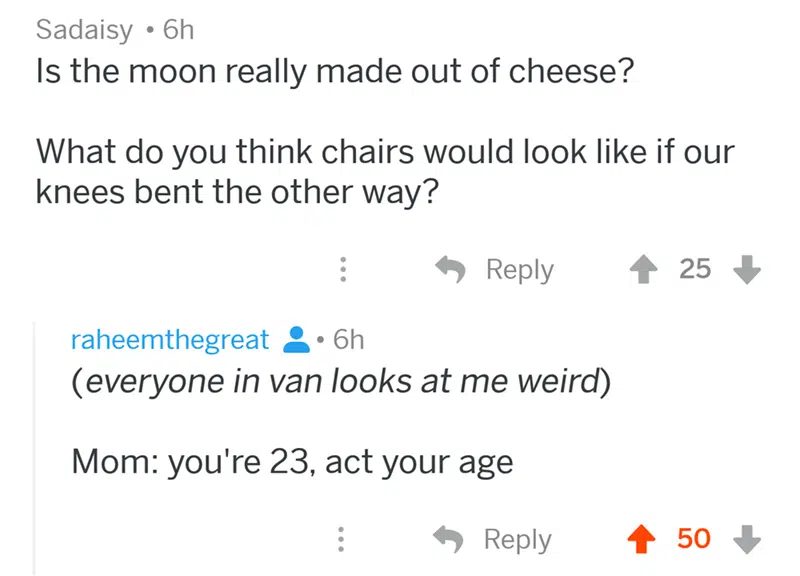 Sadaisy • 6h
Is the moon really made out of cheese?
What do you think chairs would look like if our
knees bent the other way?
Reply 25
raheemthegreat • 6h
(everyone in van looks at me weird)
Mom: you're 23, act your age
Reply 50